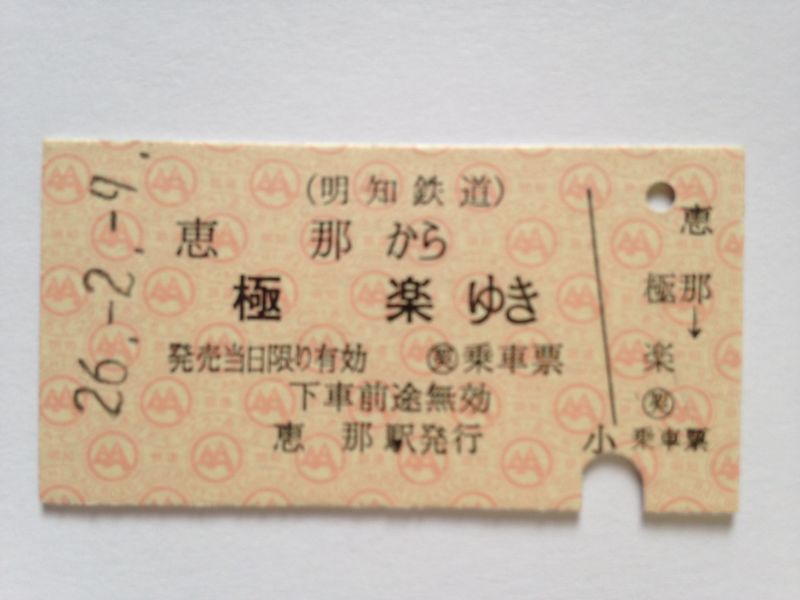 26.-2.-9.
(明知鉄道)
恵 那から
極 楽ゆき
発売当日限り有効 乗車票
下車前途無効
恵 那駅発行
小
恵那→極楽
乗車票